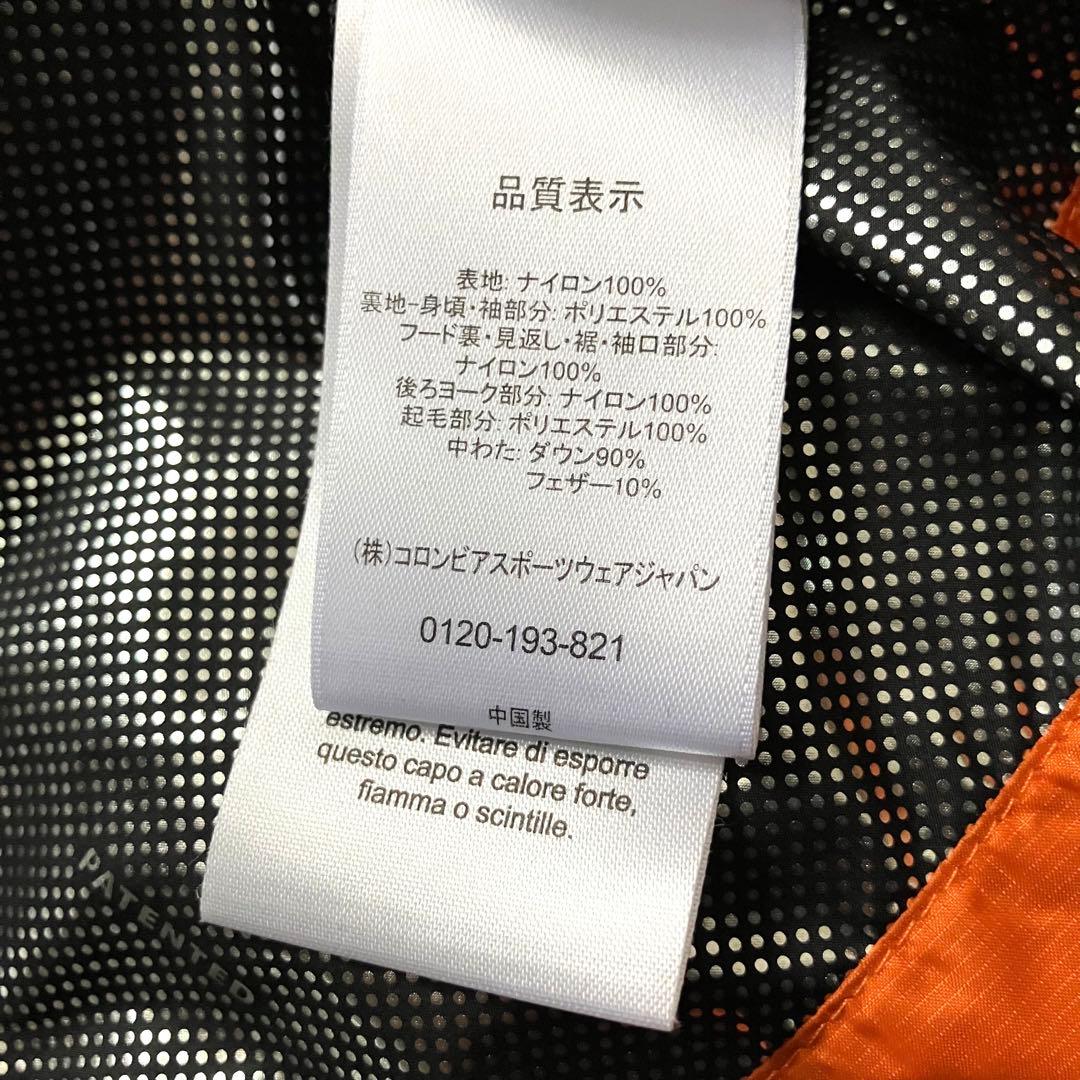 品質表示
表地: ナイロン100%
裏地-身頃・袖部分: ポリエステル100%
フード裏・見返し・裾・袖口部分:
ナイロン100%
後ろヨーク部分: ナイロン100%
起毛部分: ポリエステル100%
中わた: ダウン90%
フェザー10%
(株)コロンビアスポーツウェアジャパン
0120-193-821
中国製
estremo. Evitare di esporre
questo capo a calore forte,
fiamma o scintille.
PATENTED